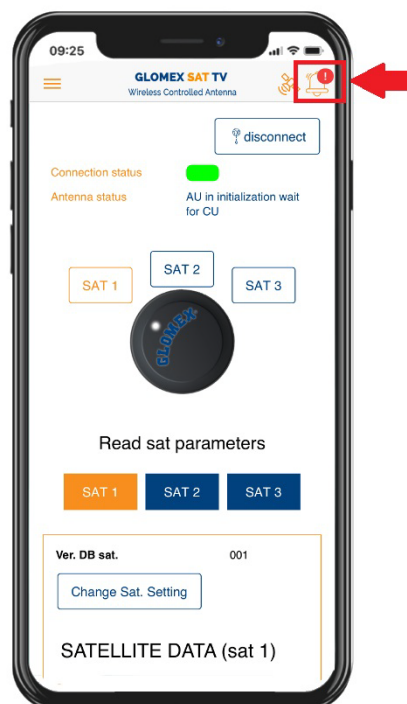 09:25
GLOMEX SAT TV
Wireless Controlled Antenna
!
disconnect
Connection status
Antenna status
AU in initialization wait
for CU
SAT 1
SAT 2
SAT 3
GLOMEX
Read sat parameters
SAT 1
SAT 2
SAT 3
Ver. DB sat.
001
Change Sat. Setting
SATELLITE DATA (sat 1)